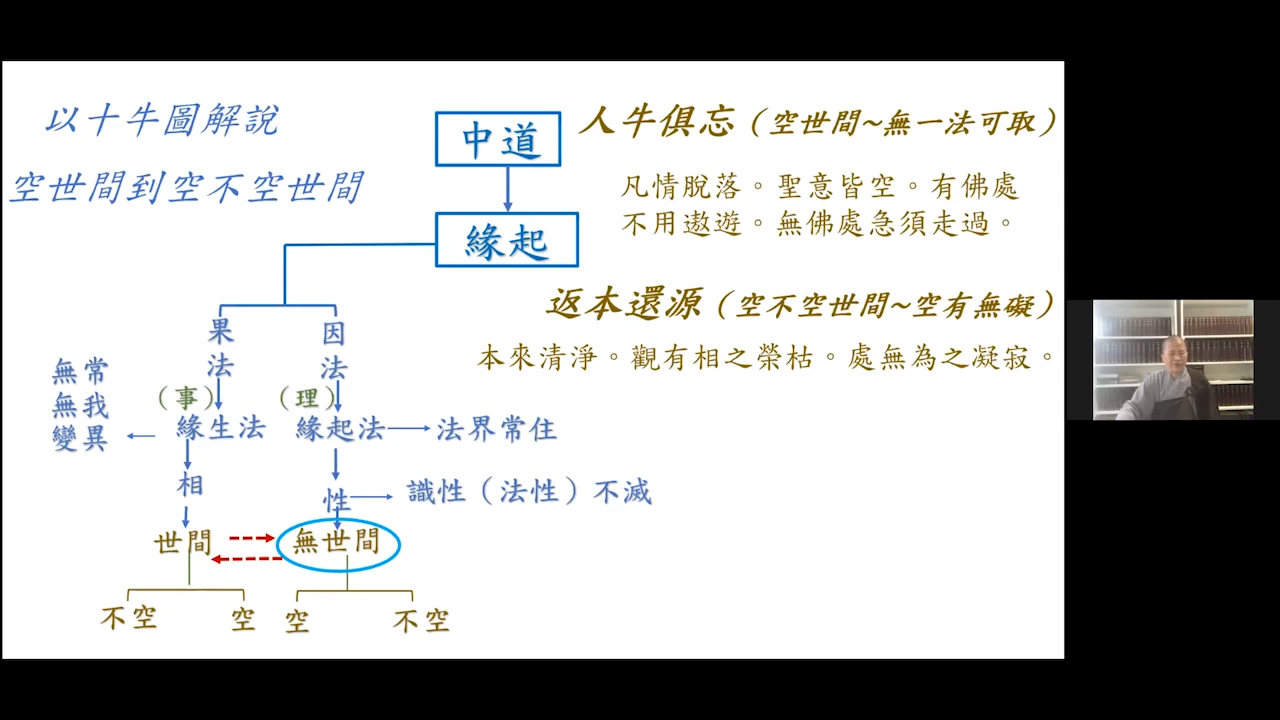 以十牛圖解說
空世間到空不空世間
中道
緣起
人牛俱忘（空世間~無一法可取）
凡情脫落。聖意皆空。有佛處
不用遨遊。無佛處急須走過。
返本還源（空不空世間~空有無礙）
本來清淨。觀有相之榮枯。處無為之凝寂。
果法
因法
（事）
（理）
無常
無我
變異
緣生法
緣起法
法界常住
相
性
識性（法性）不滅
世間
無世間
不空
空
空
不空